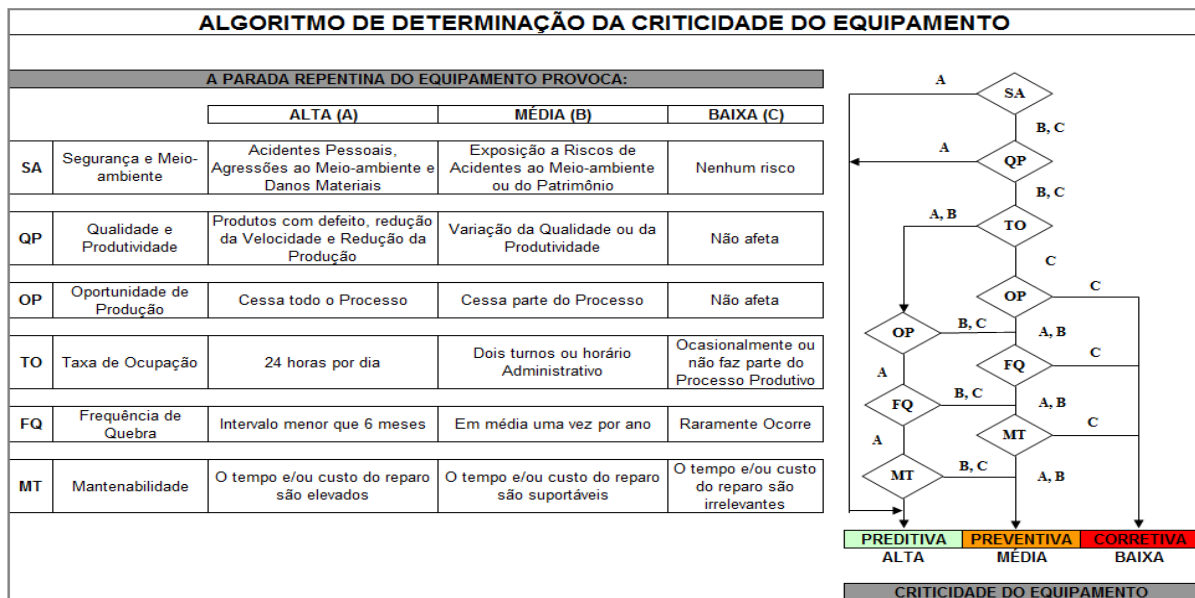 ALGORITMO DE DETERMINAÇÃO DA CRITICIDADE DO EQUIPAMENTO
A PARADA REPENTINA DO EQUIPAMENTO PROVOCA:
ALTA (A)
MÉDIA (B)
BAIXA (C)
SA
Segurança e Meio-
ambiente
Acidentes Pessoais,
Agressões ao Meio-ambiente e
Danos Materiais
Exposição a Riscos de
Acidentes ao Meio-ambiente
ou do Patrimônio
Nenhum risco
QP
Qualidade e
Produtividade
Produtos com defeito, redução
da Velocidade e Redução da
Produção
Variação da Qualidade ou da
Produtividade
Não afeta
OP
Oportunidade de
Produção
Cessa todo o Processo
Cessa parte do Processo
Não afeta
TO
Taxa de Ocupação
24 horas por dia
Dois turnos ou horário
Administrativo
Ocasionalmente ou
não faz parte do
Processo Produtivo
FQ
Frequência de
Quebra
Intervalo menor que 6 meses
Em média uma vez por ano
Raramente Ocorre
MT
Mantenabilidade
O tempo e/ou custo do reparo
são elevados
O tempo e/ou custo do reparo
são suportáveis
O tempo e/ou custo
do reparo são
irrelevantes
A
SA
B, C
A
QP
B, C
A, B
TO
C
OP
C
OP
B, C
A, B
A
FQ
C
FQ
B, C
A, B
A
MT
C
MT
B, C
A, B
PREDITIVA
PREVENTIVA
CORRETIVA
ALTA
MÉDIA
BAIXA
CRITICIDADE DO EQUIPAMENTO